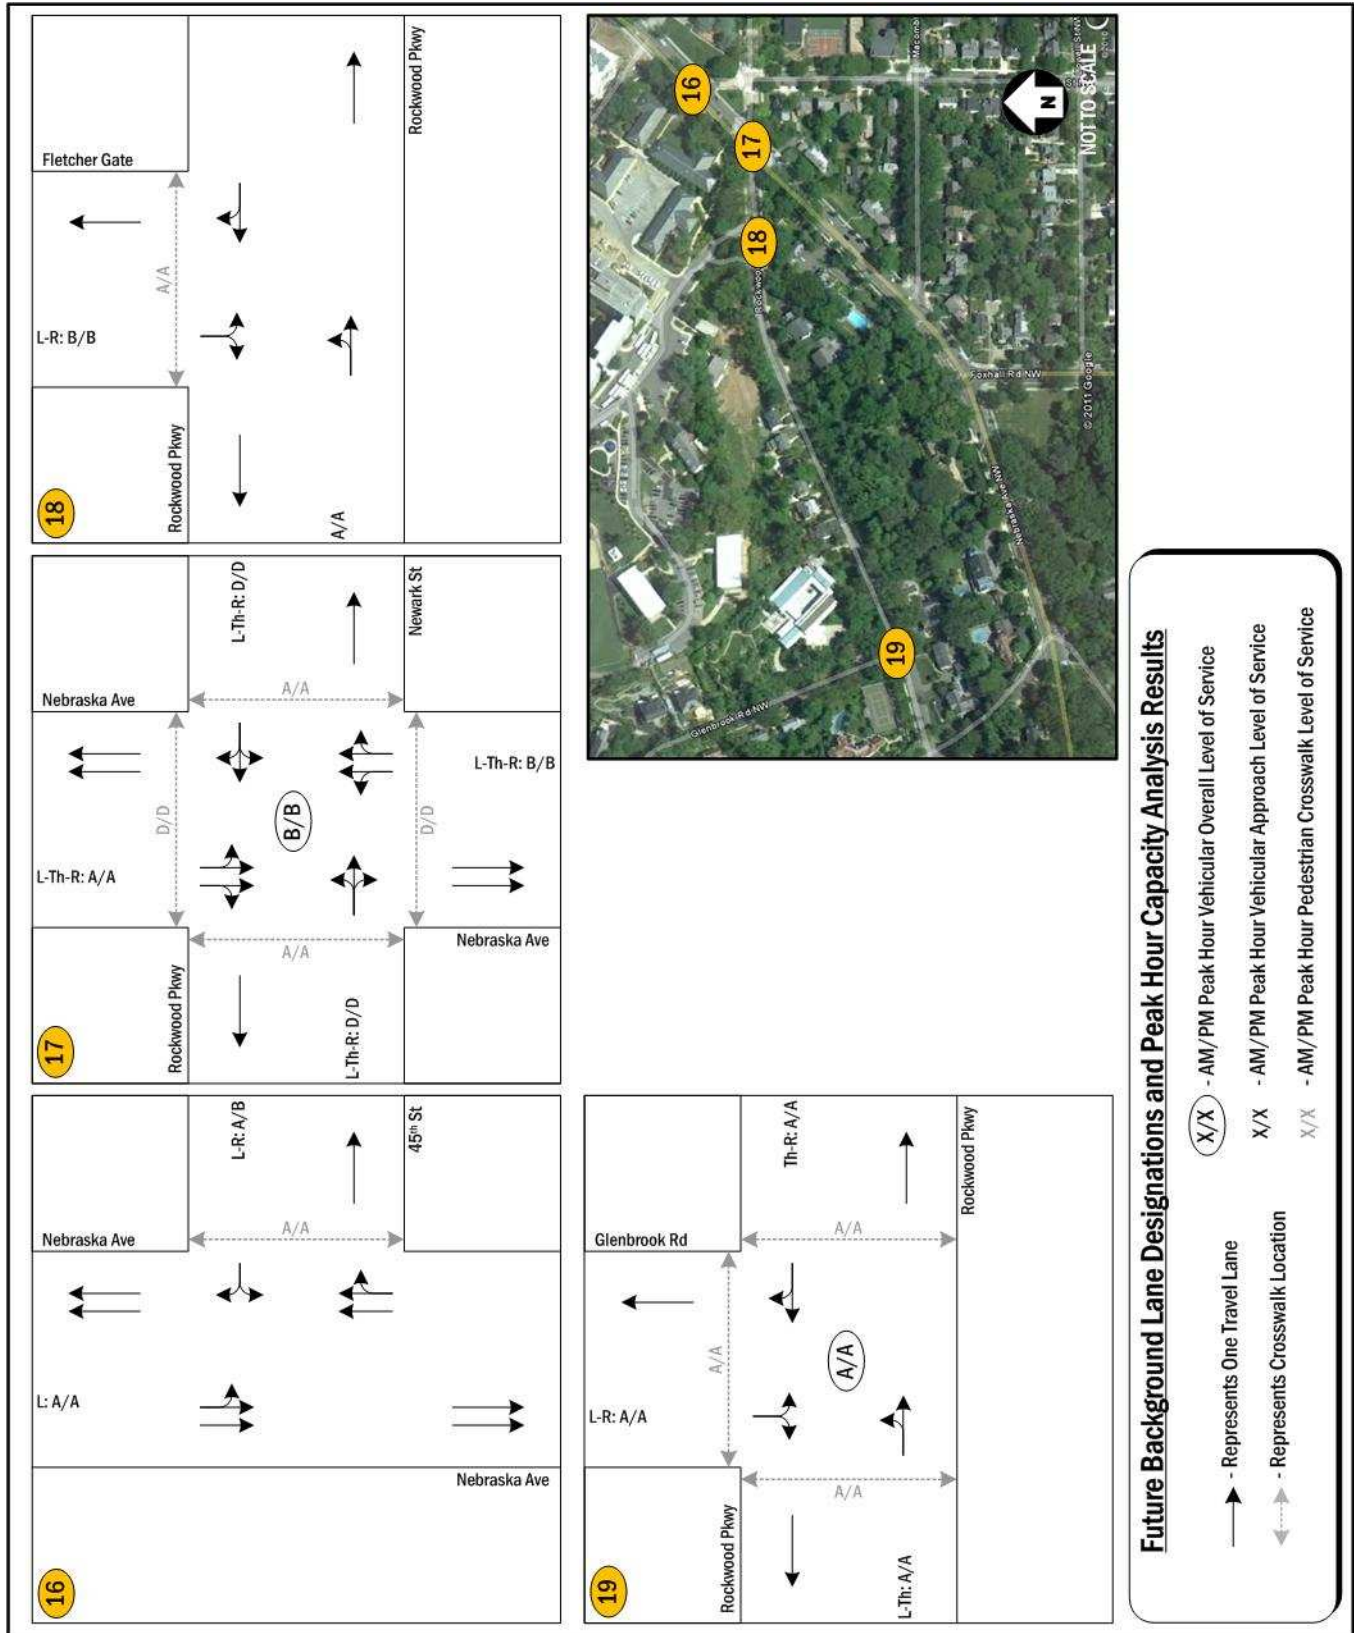 16
Nebraska Ave
45th St
L: A/A
L-R: A/B
A/A
Nebraska Ave
17
Nebraska Ave
Rockwood Pkwy
Newark St
L-Th-R: A/A
L-Th-R: D/D
D/D
A/A
B/B
A/A
D/D
L-Th-R: B/B
L-Th-R: D/D
Nebraska Ave
18
Fletcher Gate
Rockwood Pkwy
L-R: B/B
A/A
A/A
Rockwood Pkwy
19
Glenbrook Rd
Rockwood Pkwy
L-R: A/A
Th-R: A/A
A/A
A/A
A/A
A/A
L-Th: A/A
Rockwood Pkwy
16
17
18
19
Glenbrook Rd NW
Nebraska Ave NW
Foxhall Rd NW
© 2011 Google
N
NOT TO SCALE
Future Background Lane Designations and Peak Hour Capacity Analysis Results
- Represents One Travel Lane
- Represents Crosswalk Location
X/X - AM/PM Peak Hour Vehicular Overall Level of Service
X/X - AM/PM Peak Hour Vehicular Approach Level of Service
X/X - AM/PM Peak Hour Pedestrian Crosswalk Level of Service